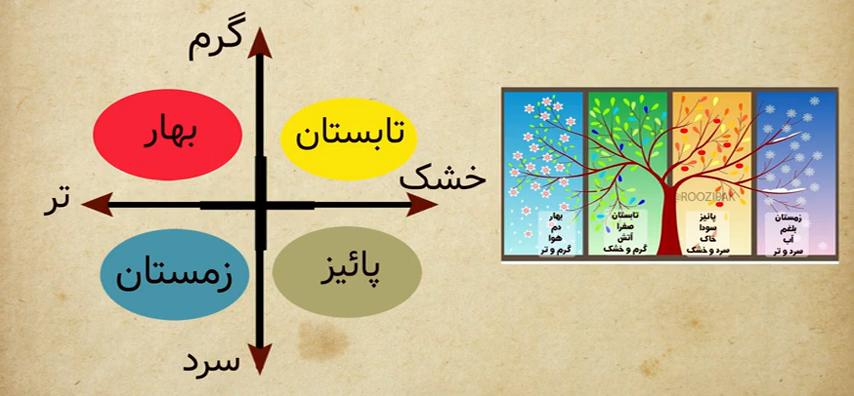 گرم
بهار
تابستان
خشک
تر
زمستان
پائیز
سرد
@ROOZIPAK
بهار
دم
هوا
گرم و تر
تابستان
صفرا
آتش
گرم و خشک
پائیز
سودا
خاک
سرد و خشک
زمستان
بلغم
آب
سرد و تر